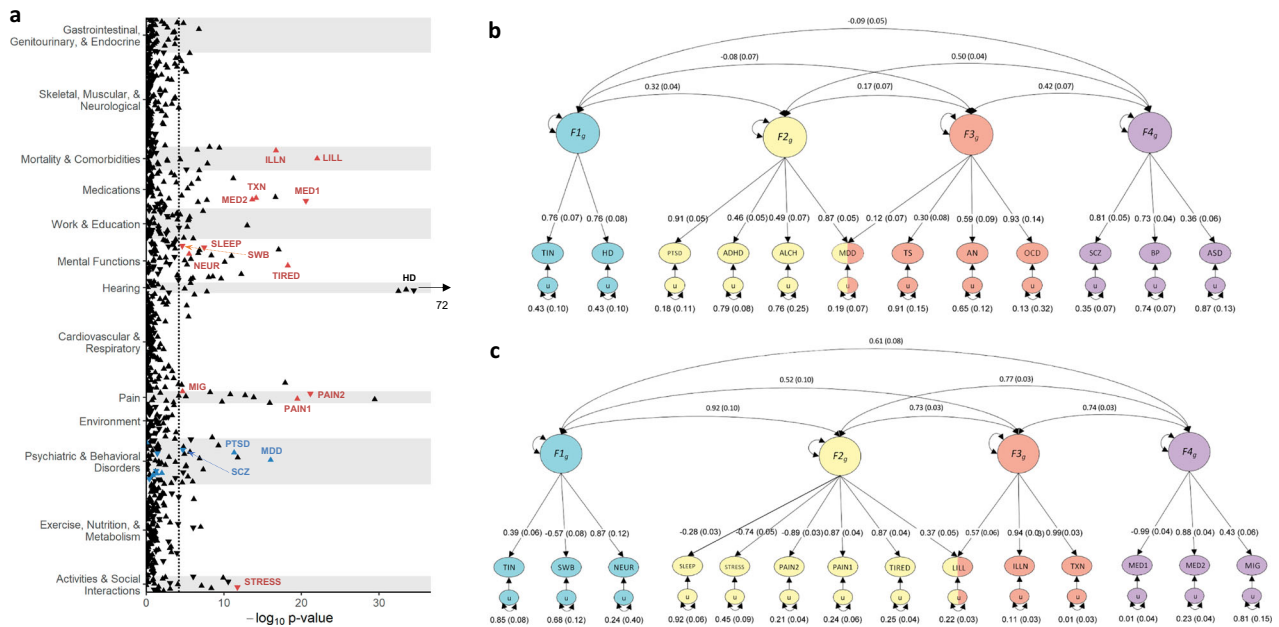 a
Gastrointestinal,
Genitourinary, & Endocrine
Skeletal, Muscular, &
Neurological
Mortality & Comorbidities
ILLN
LILL
Medications
TXN
MED2
MED1
Work & Education
SLEEP
SWB
Mental Functions
NEUR
TIRED
HD
Hearing
72
Cardiovascular &
Respiratory
MIG
Pain
PAIN2
PAIN1
Environment
PTSD
MDD
Psychiatric & Behavioral
Disorders
SCZ
Exercise, Nutrition, &
Metabolism
Activities & Social
Interactions
STRESS
0 10 20 30
−log10 p-value
b
-0.09 (0.05)
-0.08 (0.07) 0.50 (0.04)
0.32 (0.04) 0.17 (0.07) 0.42 (0.07)
F1g F2g F3g F4g
0.76 (0.07) 0.76 (0.08) 0.91 (0.05) 0.46 (0.05) 0.49 (0.07) 0.87 (0.05) 0.12 (0.07) 0.30 (0.08) 0.59 (0.09) 0.93 (0.14) 0.81 (0.05) 0.73 (0.04) 0.36 (0.06)
TIN HD PTSD ADHD ALCH MDD TS AN OCD SCZ BP ASD
u u u u u u u u u u u u
0.43 (0.10) 0.43 (0.10) 0.18 (0.11) 0.79 (0.08) 0.76 (0.25) 0.19 (0.07) 0.91 (0.15) 0.65 (0.12) 0.13 (0.32) 0.35 (0.07) 0.74 (0.07) 0.87 (0.13)
c
0.61 (0.08)
0.52 (0.10) 0.77 (0.03)
0.92 (0.10) 0.73 (0.03) 0.74 (0.03)
F1g F2g F3g F4g
0.39 (0.06) -0.57 (0.08) 0.87 (0.12) -0.28 (0.03) -0.74 (0.05) -0.89 (0.03) 0.87 (0.04) 0.87 (0.04) 0.37 (0.05) 0.57 (0.06) 0.94 (0.03) 0.99(0.03) -0.99 (0.04) 0.88 (0.04) 0.43 (0.06)
TIN SWB NEUR SLEEP STRESS PAIN2 PAIN1 TIRED LILL ILLN TXN MED1 MED2 MIG
u u u u u u u u u u u u u u
0.85 (0.08) 0.68 (0.12) 0.24 (0.40) 0.92 (0.06) 0.45 (0.09) 0.21 (0.04) 0.24 (0.06) 0.25 (0.04) 0.22 (0.03) 0.11 (0.03) 0.01 (0.03) 0.01 (0.04) 0.23 (0.04) 0.81 (0.15)